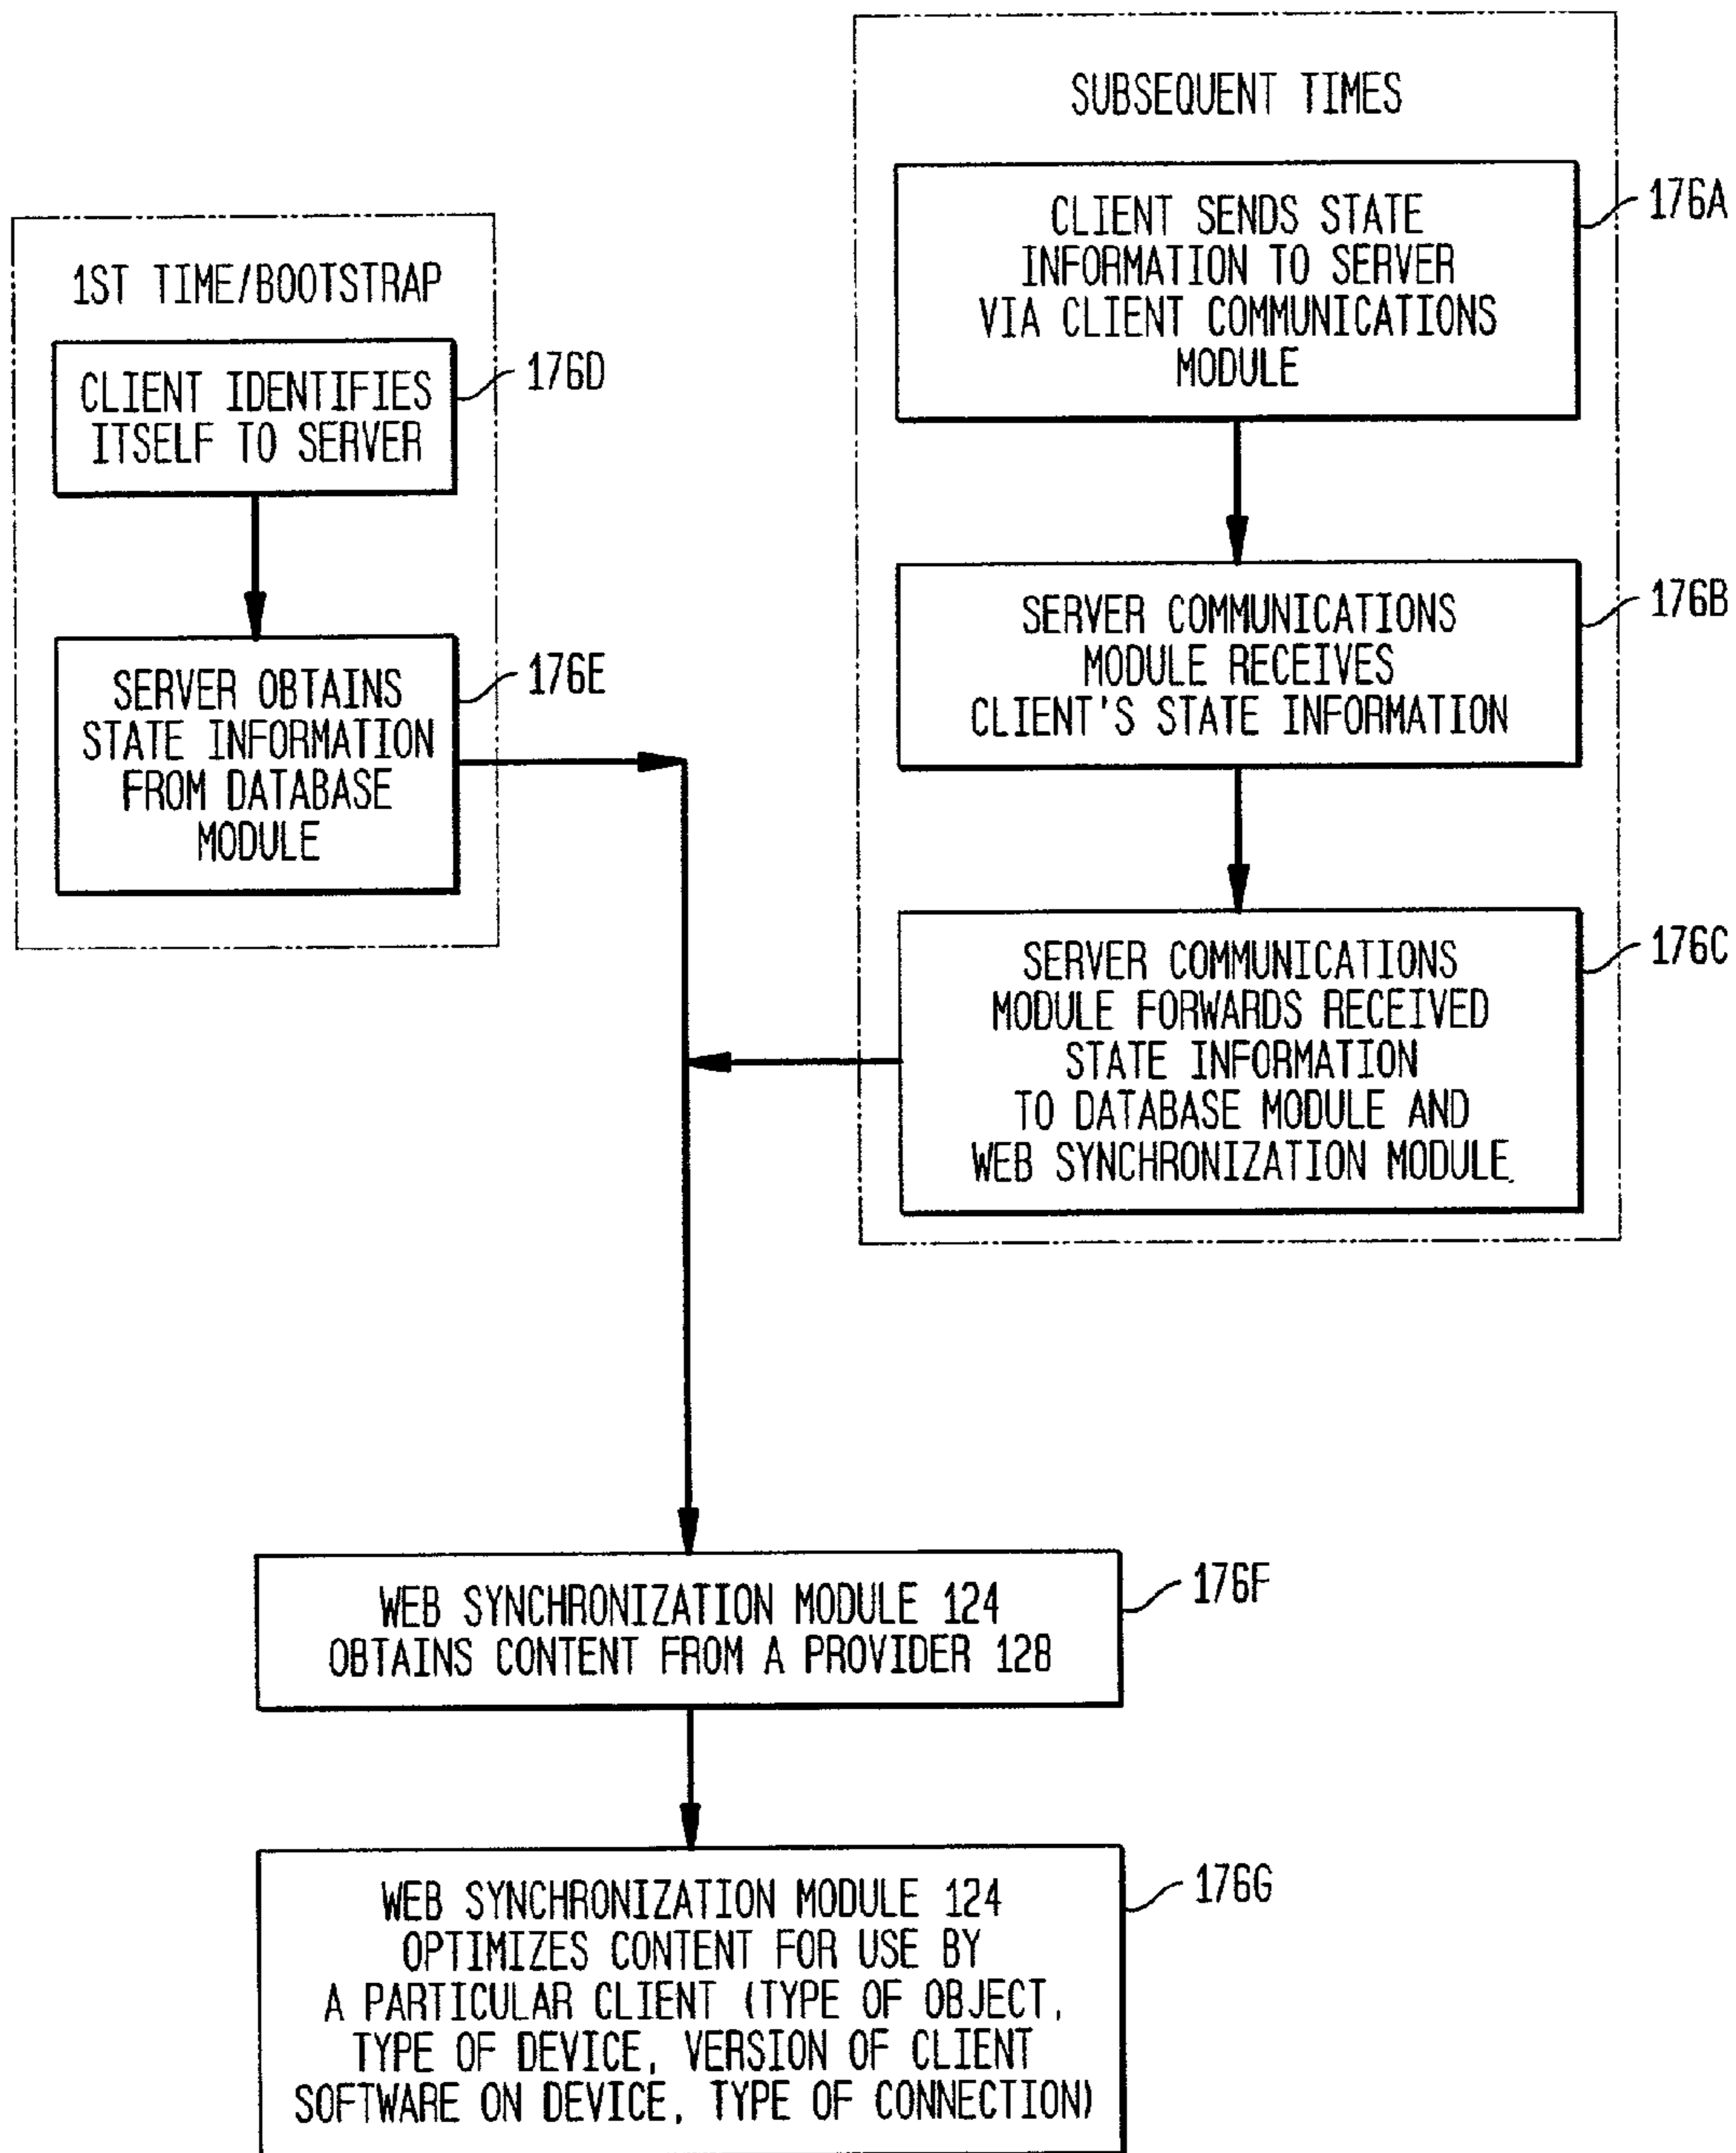 SUBSEQUENT TIMES
CLIENT SENDS STATE
INFORMATION TO SERVER
VIA CLIENT COMMUNICATIONS
MODULE
176A
1ST TIME/BOOTSTRAP
CLIENT IDENTIFIES
ITSELF TO SERVER
176D
SERVER COMMUNICATIONS
MODULE RECEIVES
CLIENT'S STATE INFORMATION
176B
SERVER OBTAINS
STATE INFORMATION
FROM DATABASE
MODULE
176E
SERVER COMMUNICATIONS
MODULE FORWARDS RECEIVED
STATE INFORMATION
TO DATABASE MODULE AND
WEB SYNCHRONIZATION MODULE.
176C
WEB SYNCHRONIZATION MODULE 124
OBTAINS CONTENT FROM A PROVIDER 128
176F
WEB SYNCHRONIZATION MODULE 124
OPTIMIZES CONTENT FOR USE BY
A PARTICULAR CLIENT (TYPE OF OBJECT,
TYPE OF DEVICE, VERSION OF CLIENT
SOFTWARE ON DEVICE, TYPE OF CONNECTION)
176G